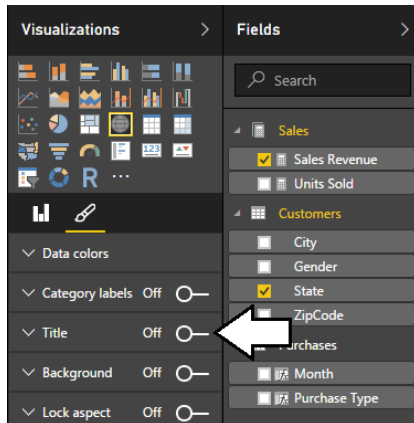 Visualizations
Fields
Search
Sales
Sales Revenue
Units Sold
Customers
City
Gender
State
ZipCode
Purchases
Month
Purchase Type
123
R
...
Data colors
Category labels Off
Title Off
Background Off
Lock aspect Off